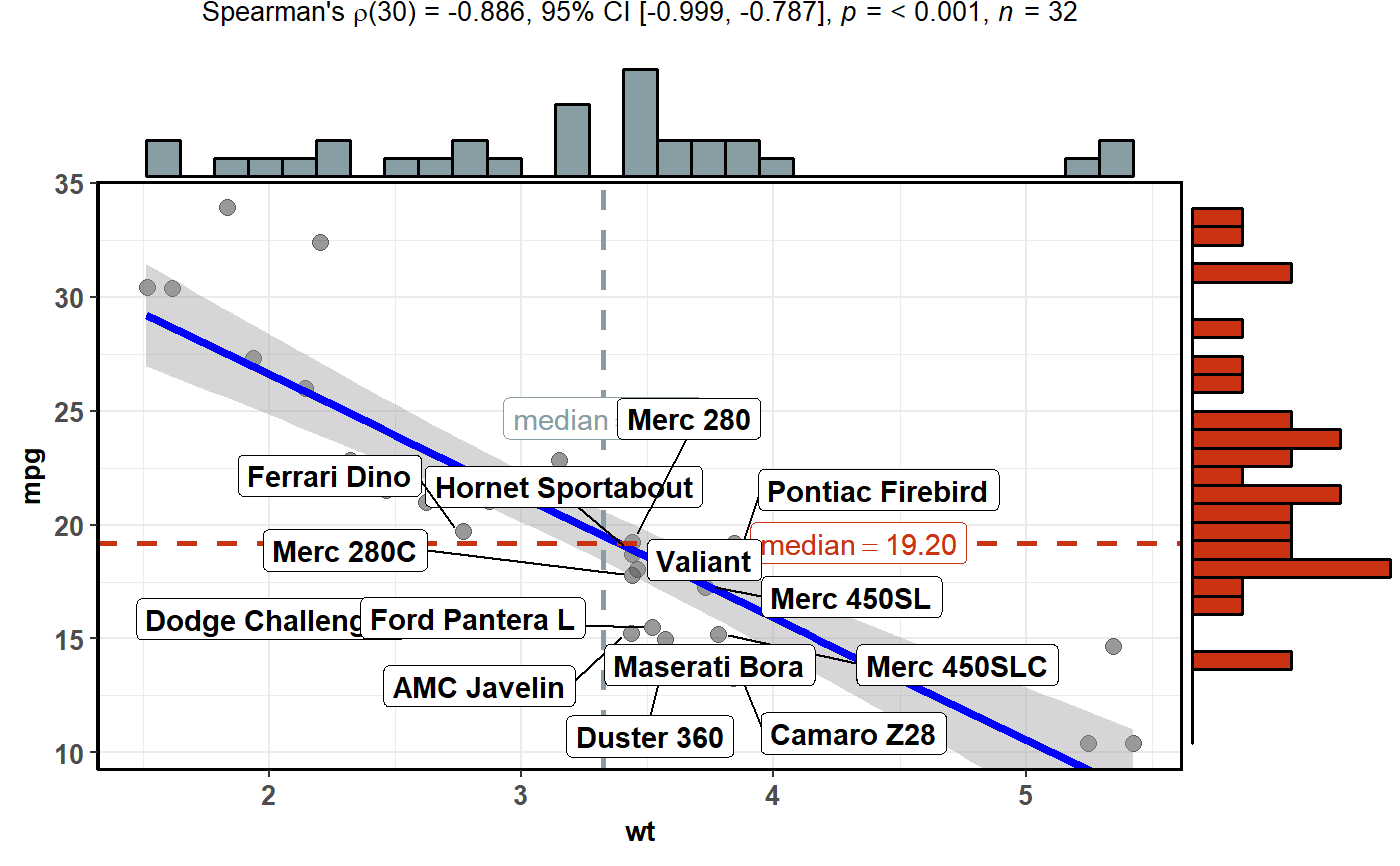 Spearman's ρ(30) = -0.886, 95% CI [-0.999, -0.787], p = < 0.001, n = 32
35
30
25
20
15
10
mpg
median
Merc 280
Ferrari Dino
Hornet Sportabout
Pontiac Firebird
median = 19.20
Merc 280C
Valiant
Merc 450SL
Dodge Challeng
Ford Pantera L
Maserati Bora
Merc 450SLC
AMC Javelin
Duster 360
Camaro Z28
2
3
4
5
wt